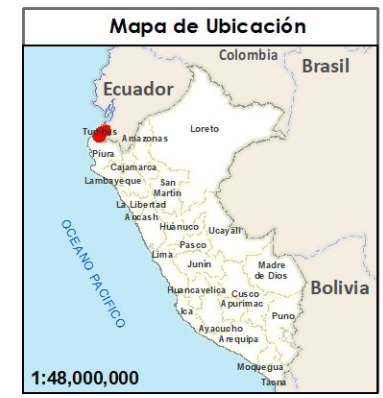 Mapa de Ubicación
Colombia
Brasil
Ecuador
Tumbes
Amazonas
Loreto
Piura
Cajamarca
Lambayeque
San
Martin
La Libertad
Ancash
Huánuco
Ucayali
Pasco
Lima
Junin
Madre
de Dios
OCEANO PACIFICO
Huancavelica
Cusco
Apurimac
Bolivia
Ica
Puno
Ayacucho
Arequipa
Moquegua
1:48,000,000
Tacna